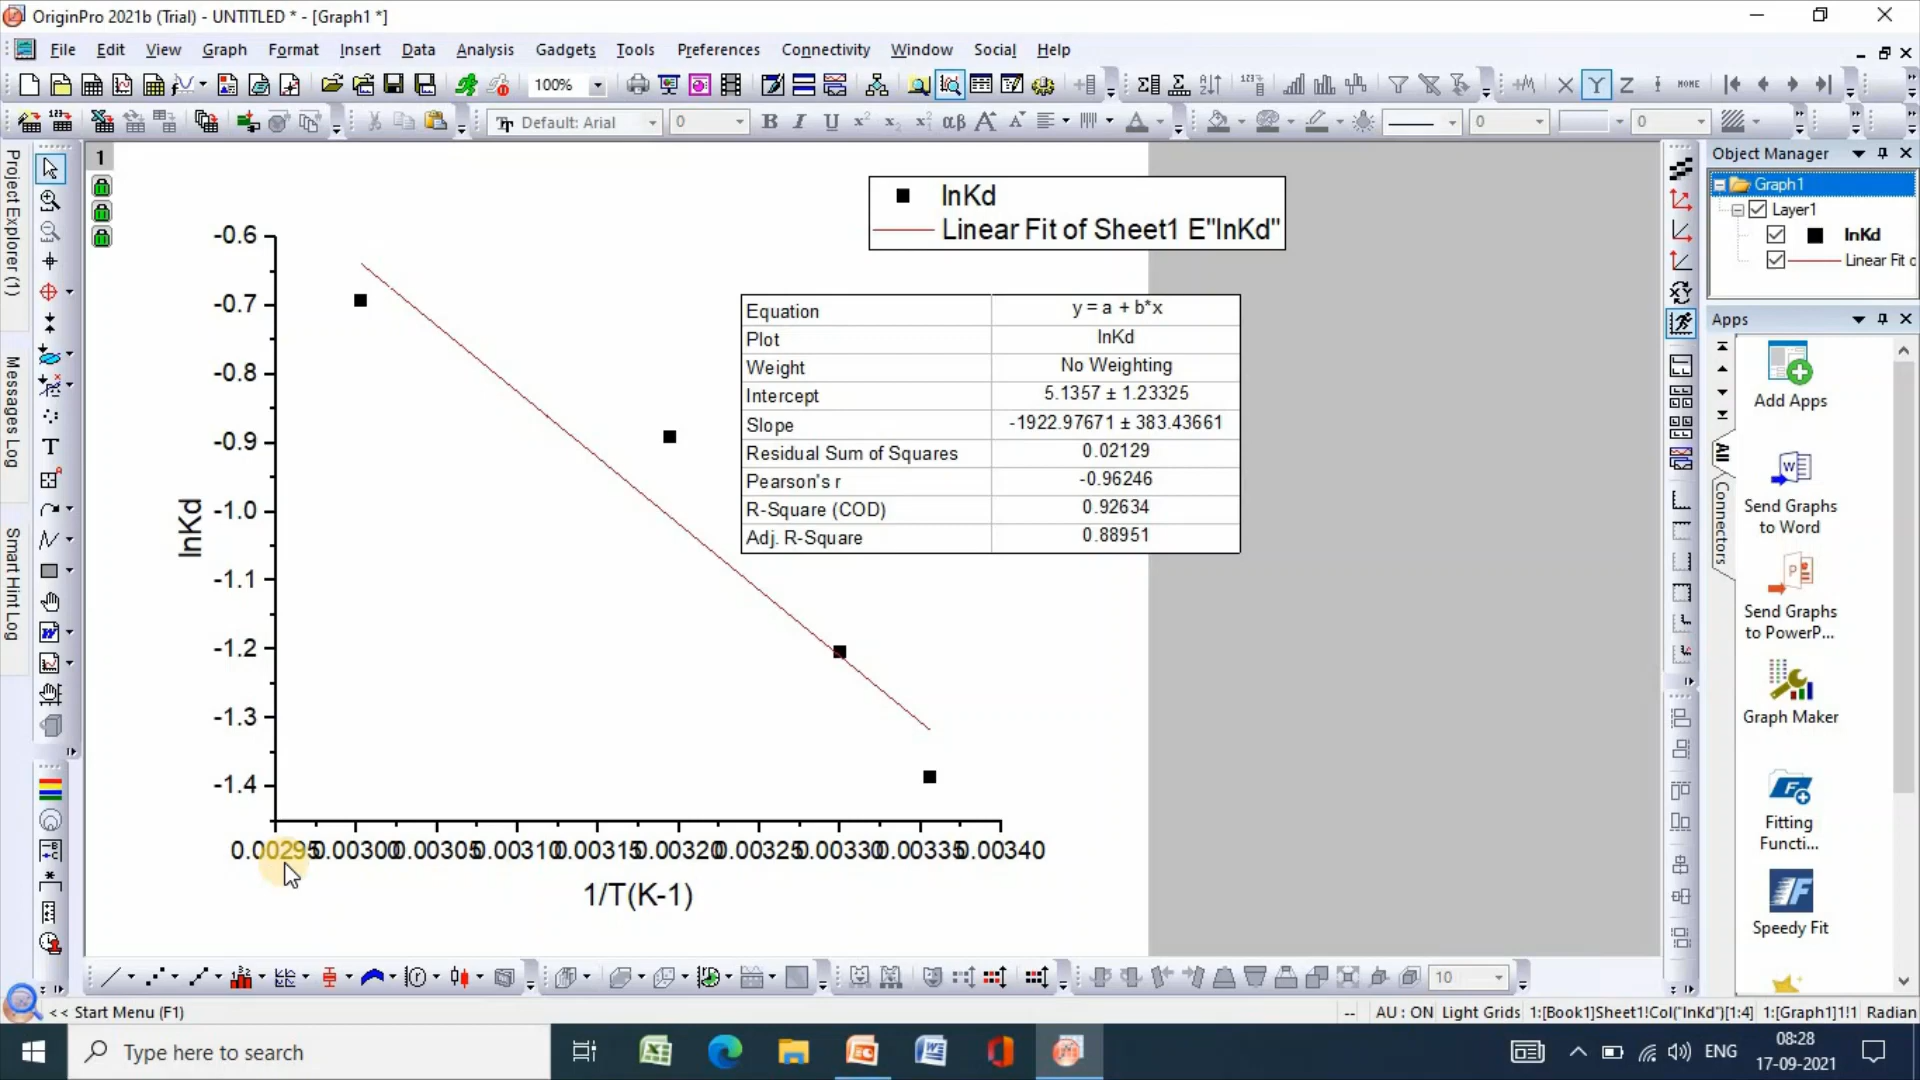 OriginPro 2021b (Trial) - UNTITLED * - [Graph1 *]
File Edit View Graph Format Insert Data Analysis Gadgets Tools Preferences Connectivity Window Social Help
100%
Default: Arial 0 B I U αβ A 0 0
Project Explorer (1)
Messages Log
Smart Hint Log
1
lnKd
Linear Fit of Sheet1 E"lnKd"
Equation y = a + b*x
Plot lnKd
Weight No Weighting
Intercept 5.1357 ± 1.23325
Slope -1922.97671 ± 383.43661
Residual Sum of Squares 0.02129
Pearson's r -0.96246
R-Square (COD) 0.92634
Adj. R-Square 0.88951
-0.6
-0.7
-0.8
-0.9
-1.0
-1.1
-1.2
-1.3
-1.4
lnKd
0.00295 0.00300 0.00305 0.00310 0.00315 0.00320 0.00325 0.00330 0.00335 0.00340
1/T(K-1)
Object Manager
Graph1
Layer1
lnKd
Linear Fit o
Apps
All
Connectors
Add Apps
Send Graphs
to Word
Send Graphs
to PowerP...
Graph Maker
Fitting
Functi...
Speedy Fit
10
<< Start Menu (F1)
-- AU : ON Light Grids 1:[Book1]Sheet1!Col("lnKd")[1:4] 1:[Graph1]1!1 Radian
Type here to search
ENG
08:28
17-09-2021